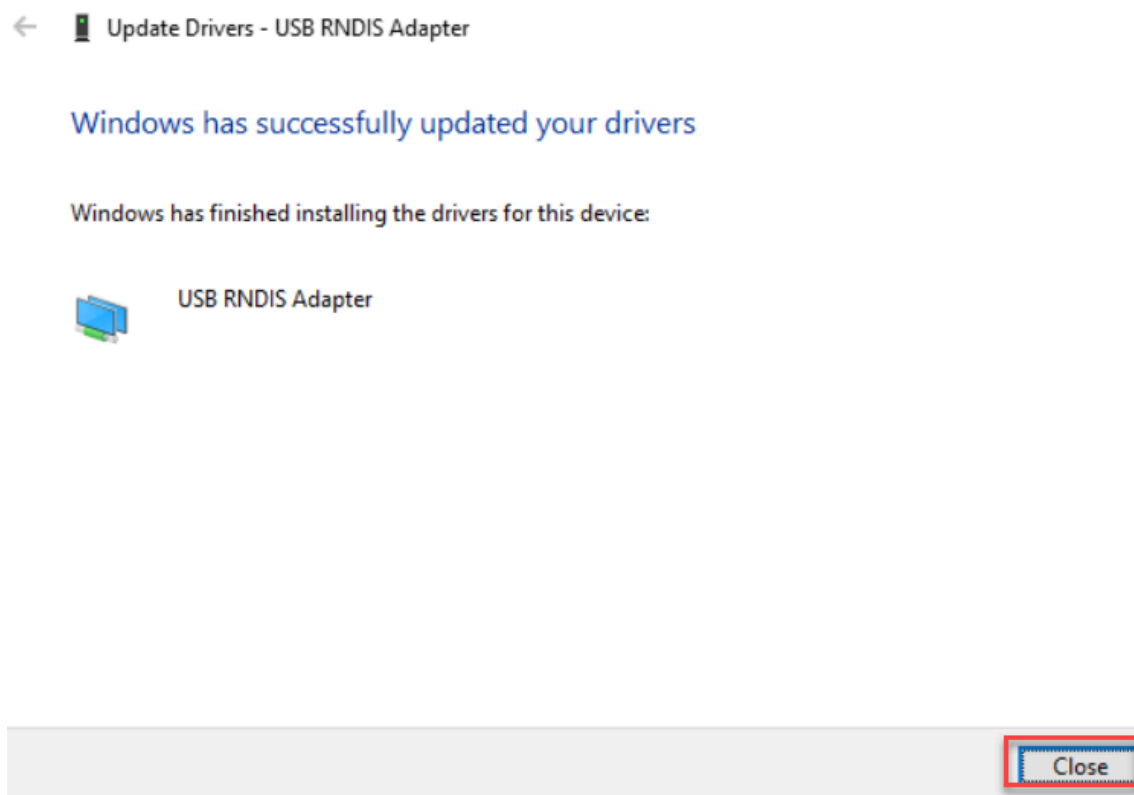 Update Drivers - USB RNDIS Adapter
Windows has successfully updated your drivers
Windows has finished installing the drivers for this device:
USB RNDIS Adapter
Close